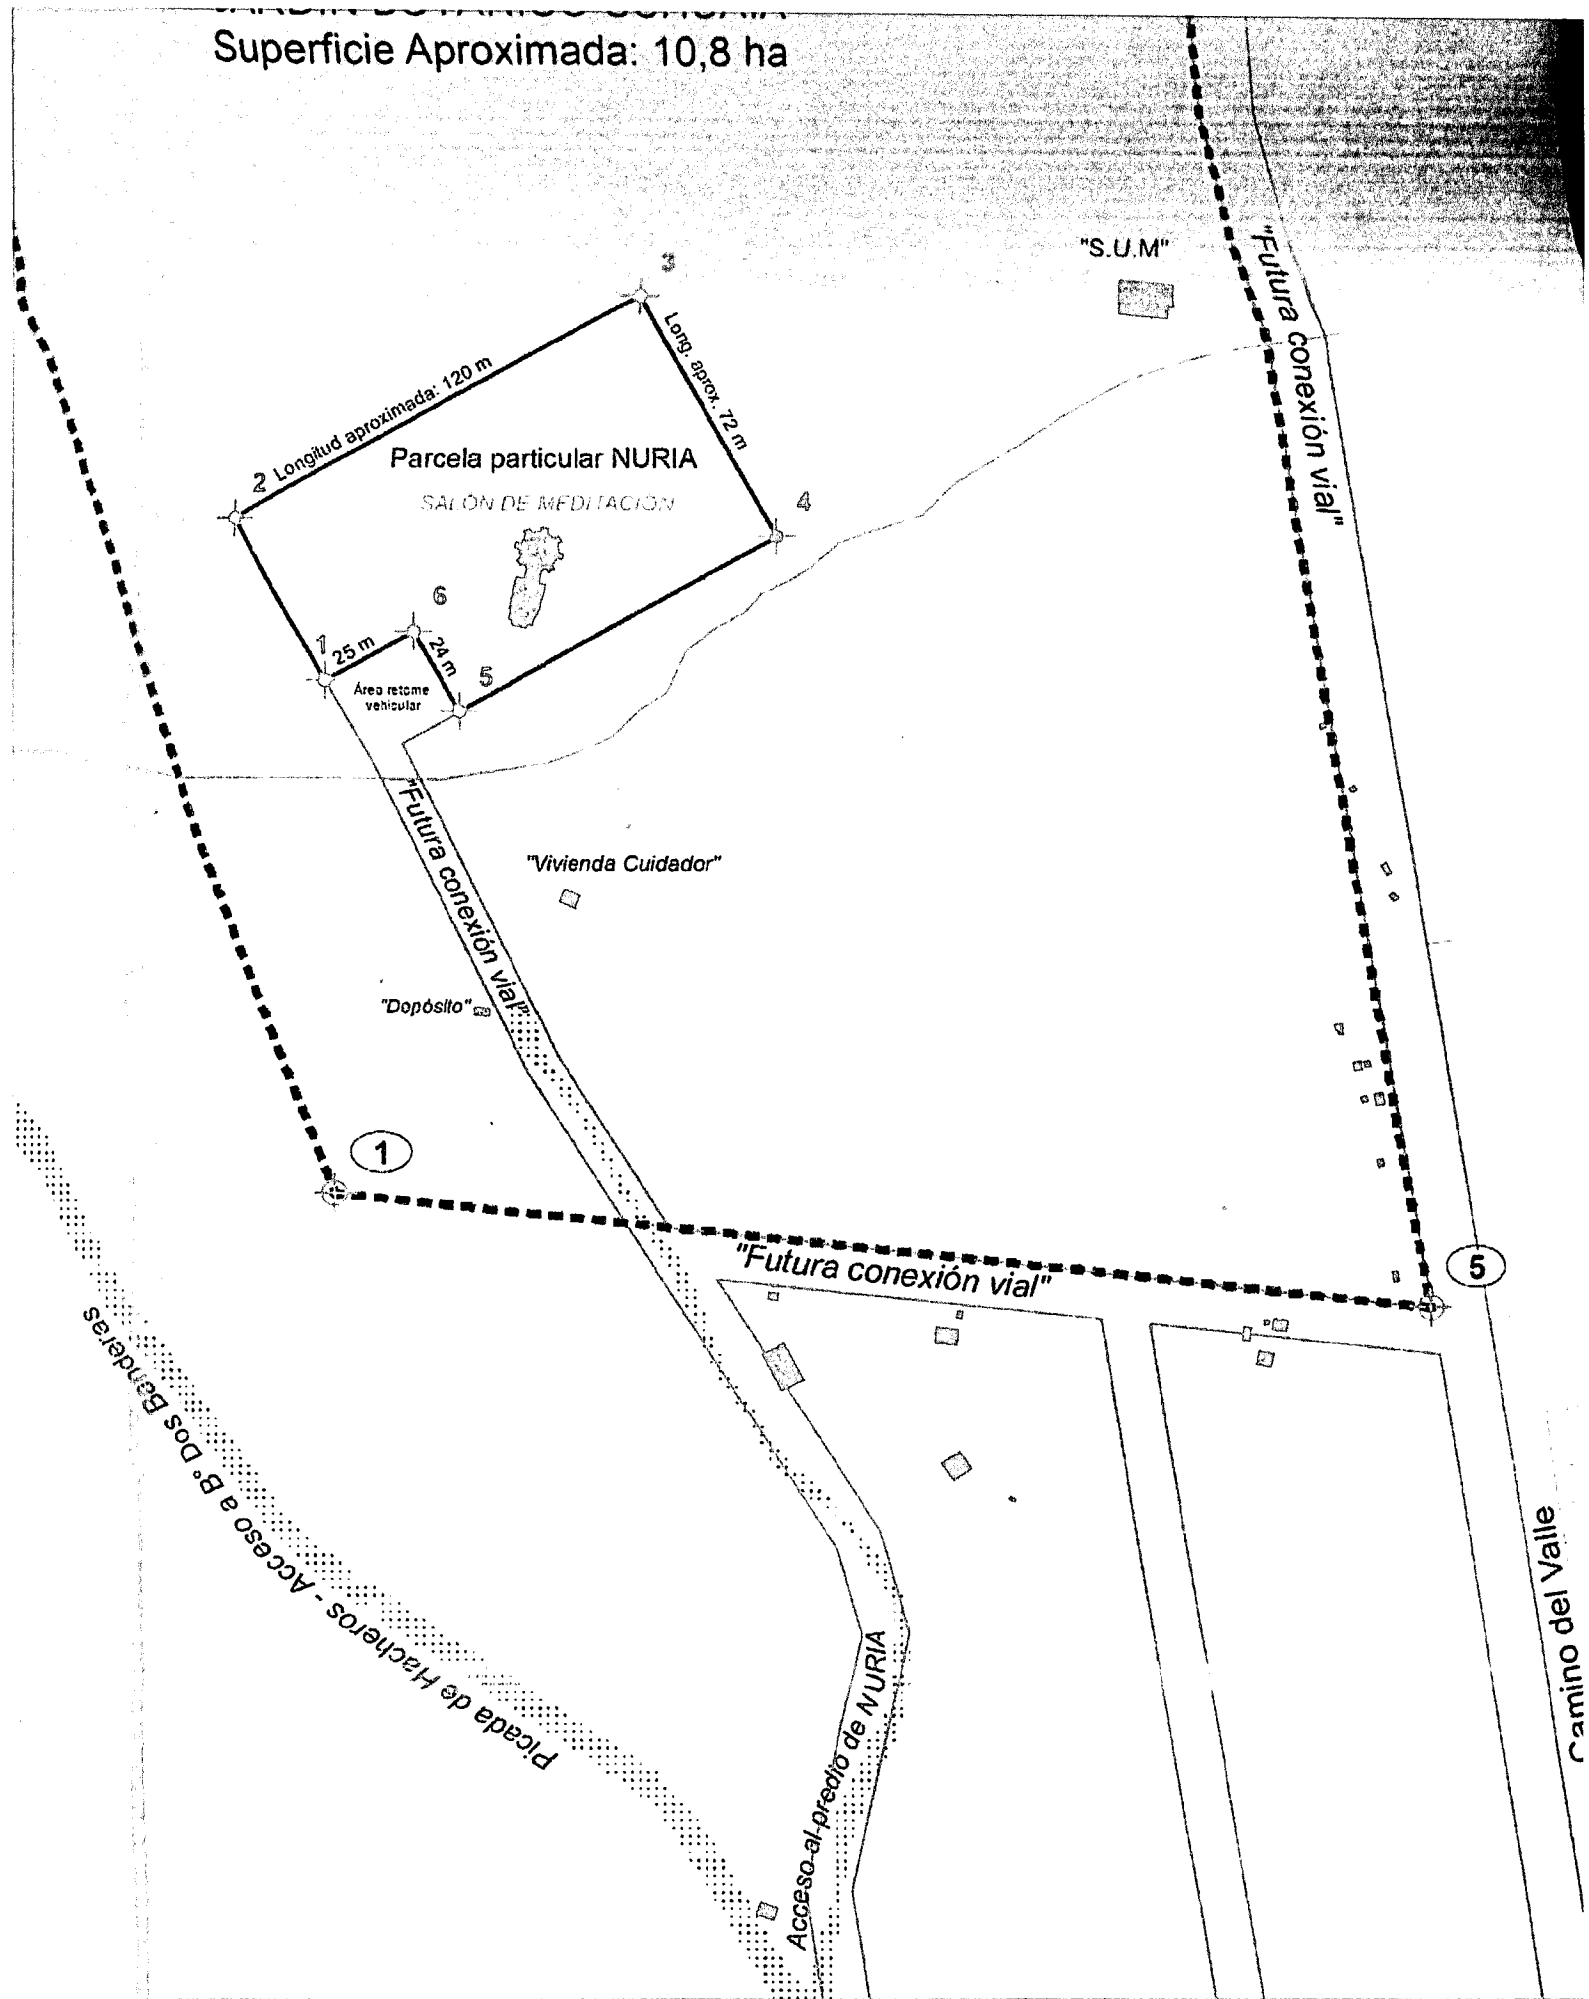 Superficie Aproximada: 10,8 ha
"S.U.M"
"Futura conexión vial"
3
Long. aprox. 72 m
Longitud aproximada: 120 m
2
Parcela particular NURIA
SALÓN DE MEDITACIÓN
4
6
1
25 m
24 m
5
Área retome
vehicular
"Futura conexión vial"
"Vivienda Cuidador"
"Depósito"
1
"Futura conexión vial"
5
Picada de Hacheros - Acceso a Bº Dos Banderas
Acceso al predio de NURIA
Camino del Valle